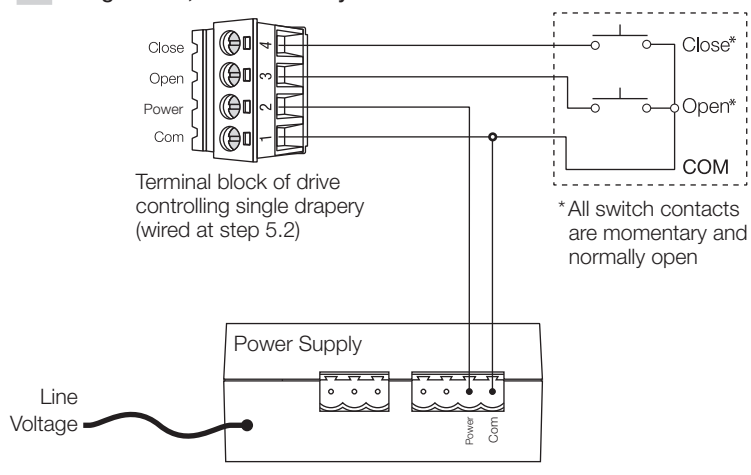 Close
Open
Power
Com
4
3
2
1
Close*
Open*
COM
Terminal block of drive
controlling single drapery
(wired at step 5.2)
*All switch contacts
are momentary and
normally open
Power Supply
Line
Voltage
Power
Com